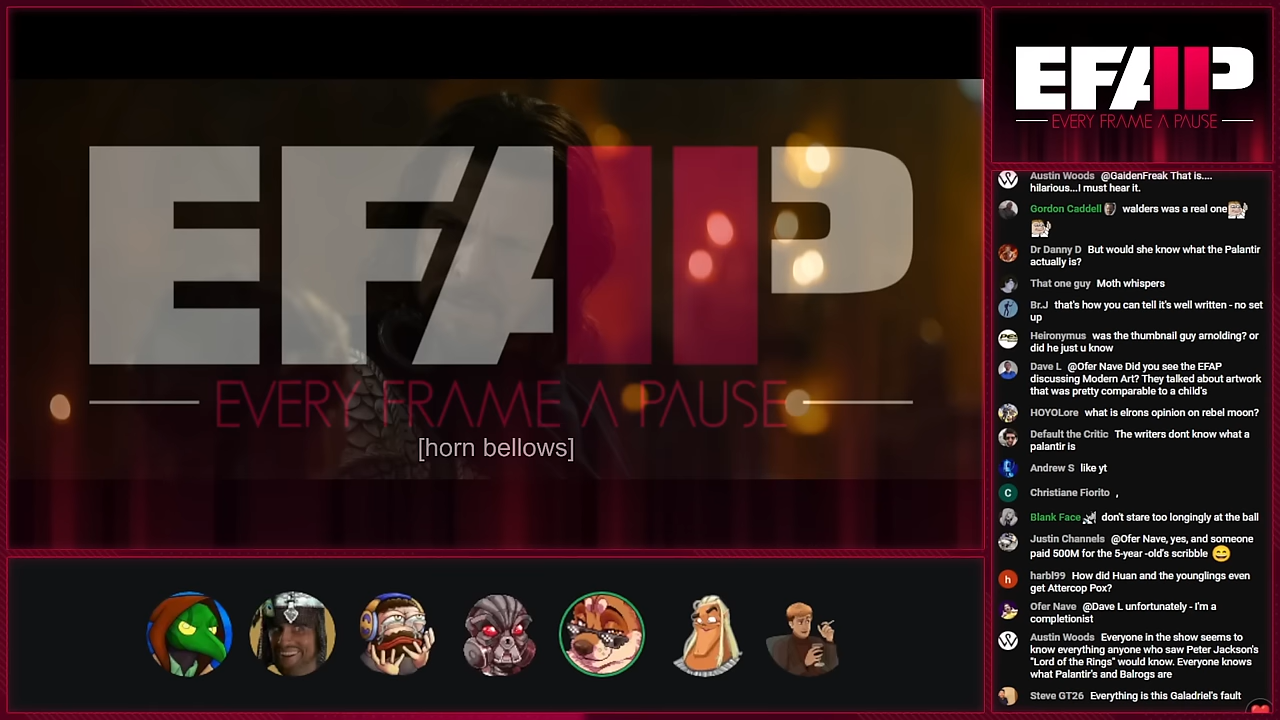 EFAP
EVERY FRAME A PAUSE
[horn bellows]
EFAP
EVERY FRAME A PAUSE
Austin Woods @GaidenFreak That is....
hilarious...I must hear it.
Gordon Caddell walders was a real one
Dr Danny D But would she know what the Palantir
actually is?
That one guy Moth whispers
Br.J that's how you can tell it's well written - no set
up
Heironymus was the thumbnail guy arnolding? or
did he just u know
Dave L @Ofer Nave Did you see the EFAP
discussing Modern Art? They talked about artwork
that was pretty comparable to a child's
HOYOLore what is elrons opinion on rebel moon?
Default the Critic The writers dont know what a
palantir is
Andrew S like yt
C Christiane Fiorito ,
Blank Face don't stare too longingly at the ball
Justin Channels @Ofer Nave, yes, and someone
paid 500M for the 5-year -old's scribble 😄
h harbl99 How did Huan and the younglings even
get Attercop Pox?
Ofer Nave @Dave L unfortunately - I'm a
completionist
Austin Woods Everyone in the show seems to
know everything anyone who saw Peter Jackson's
"Lord of the Rings" would know. Everyone knows
what Palantir's and Balrogs are
Steve GT26 Everything is this Galadriel's fault